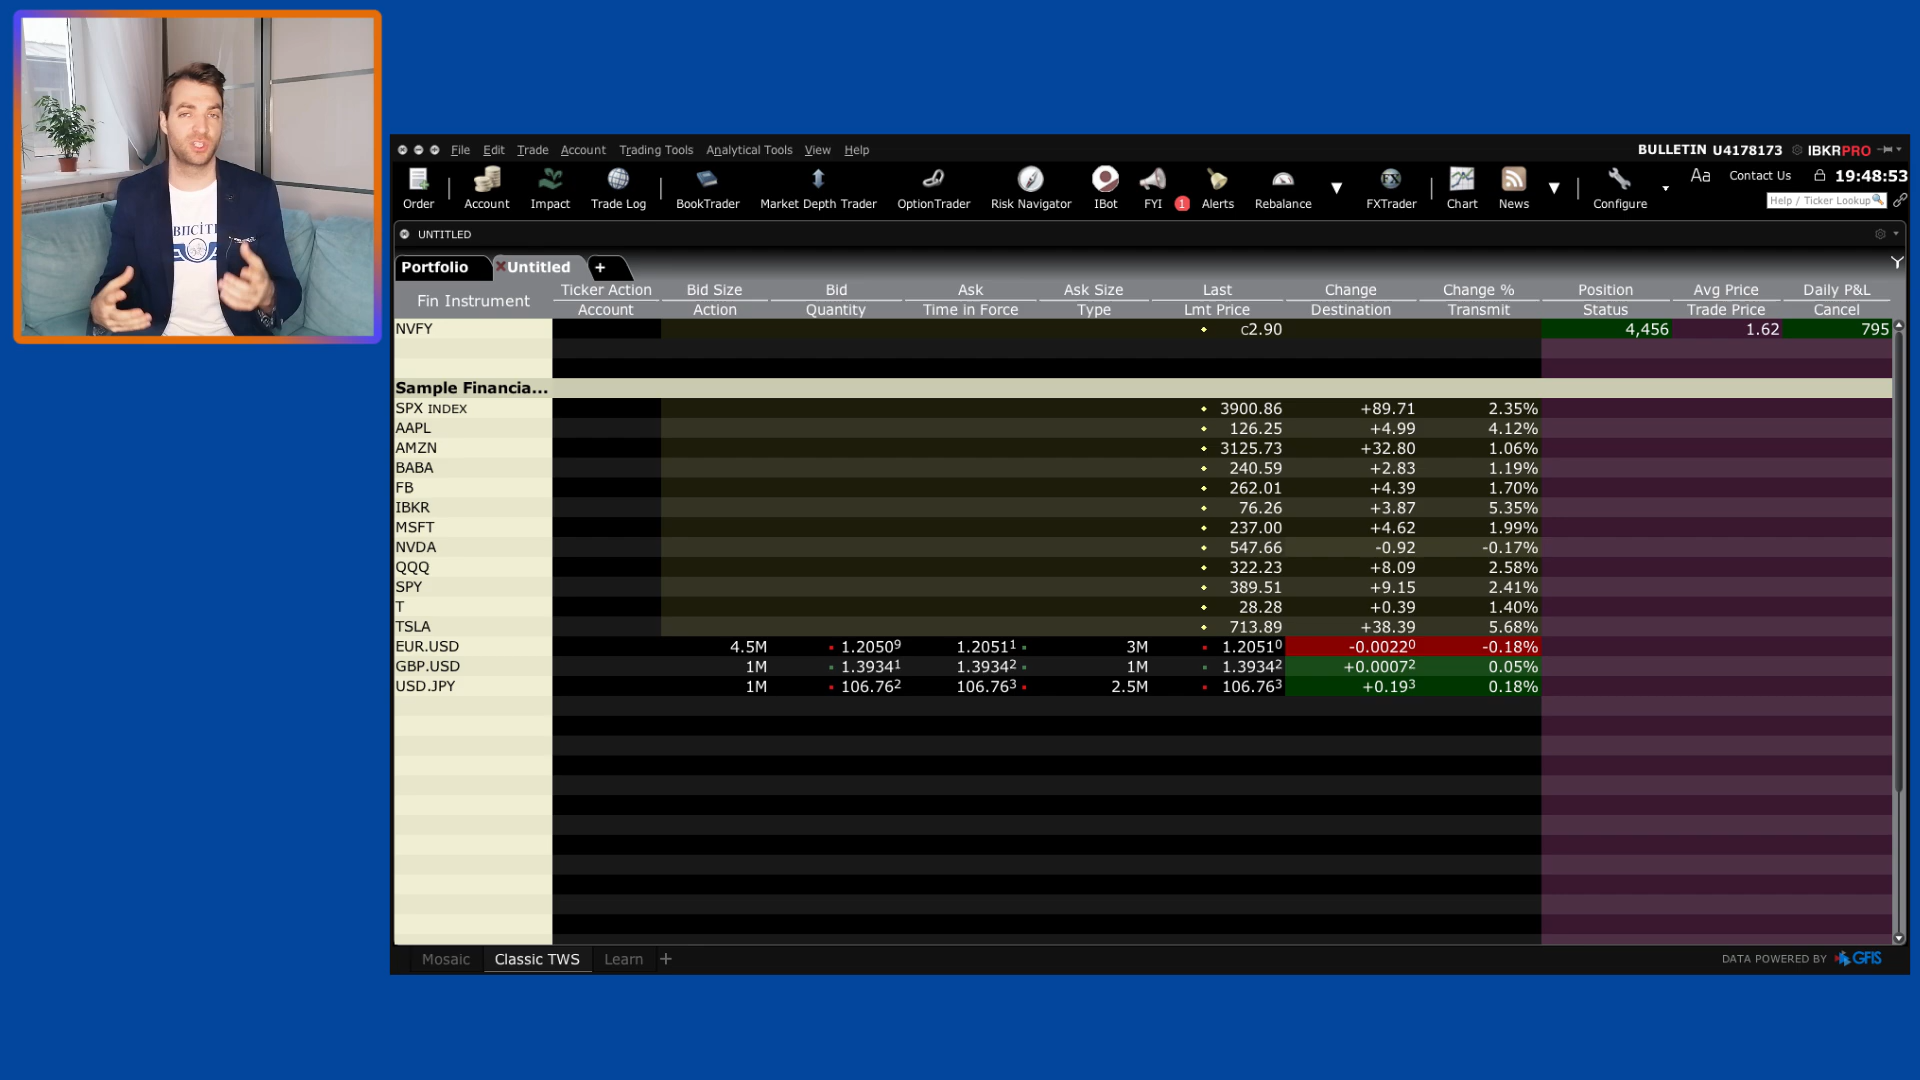 File Edit Trade Account Trading Tools Analytical Tools View Help
BULLETIN U4178173 IBKRPRO
Order Account Impact Trade Log BookTrader Market Depth Trader OptionTrader Risk Navigator IBot FYI 1 Alerts Rebalance FXTrader Chart News Configure
Aa Contact Us 19:48:53
Help / Ticker Lookup
UNTITLED
Portfolio Untitled +
Fin Instrument
Ticker Action Bid Size Bid Ask Ask Size Last Change Change % Position Avg Price Daily P&L
Account Action Quantity Time in Force Type Lmt Price Destination Transmit Status Trade Price Cancel
NVFY c2.90 4,456 1.62 795
Sample Financia...
SPX INDEX 3900.86 +89.71 2.35%
AAPL 126.25 +4.99 4.12%
AMZN 3125.73 +32.80 1.06%
BABA 240.59 +2.83 1.19%
FB 262.01 +4.39 1.70%
IBKR 76.26 +3.87 5.35%
MSFT 237.00 +4.62 1.99%
NVDA 547.66 -0.92 -0.17%
QQQ 322.23 +8.09 2.58%
SPY 389.51 +9.15 2.41%
T 28.28 +0.39 1.40%
TSLA 713.89 +38.39 5.68%
EUR.USD 4.5M 1.2050⁹ 1.2051¹ 3M 1.2051⁰ -0.0022⁰ -0.18%
GBP.USD 1M 1.3934¹ 1.3934² 1M 1.3934² +0.0007² 0.05%
USD.JPY 1M 106.76² 106.76³ 2.5M 106.76³ +0.19³ 0.18%
Mosaic Classic TWS Learn +
DATA POWERED BY GFIS